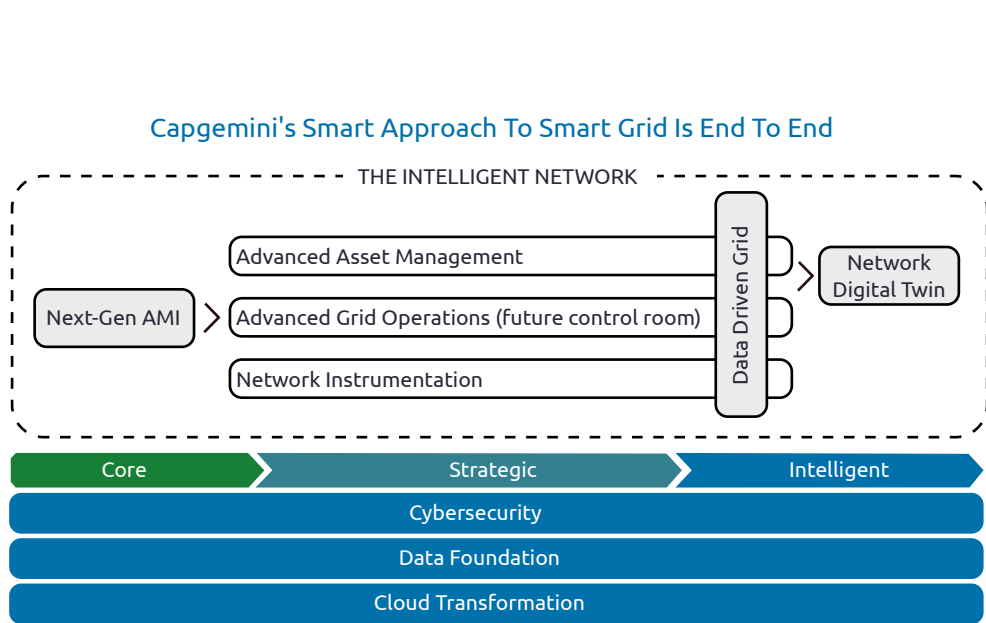 Capgemini's Smart Approach To Smart Grid Is End To End
THE INTELLIGENT NETWORK
Next-Gen AMI
Advanced Asset Management
Advanced Grid Operations (future control room)
Network Instrumentation
Data Driven Grid
Network
Digital Twin
Core
Strategic
Intelligent
Cybersecurity
Data Foundation
Cloud Transformation